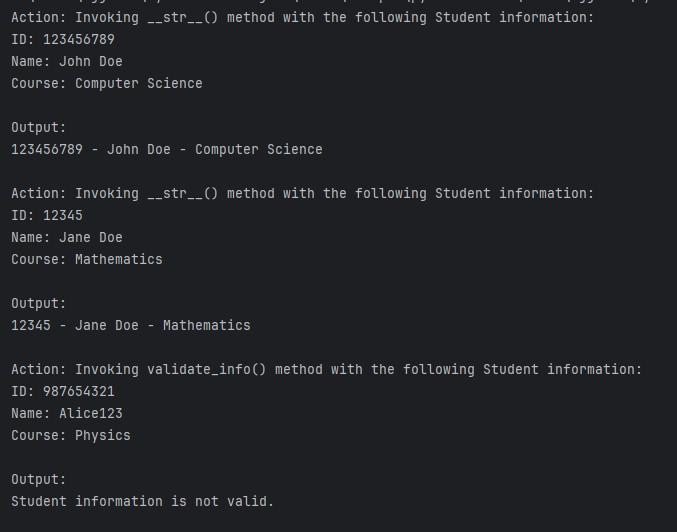 Action: Invoking __str__() method with the following Student information:
ID: 123456789
Name: John Doe
Course: Computer Science
Output:
123456789 - John Doe - Computer Science
Action: Invoking __str__() method with the following Student information:
ID: 12345
Name: Jane Doe
Course: Mathematics
Output:
12345 - Jane Doe - Mathematics
Action: Invoking validate_info() method with the following Student information:
ID: 987654321
Name: Alice123
Course: Physics
Output:
Student information is not valid.